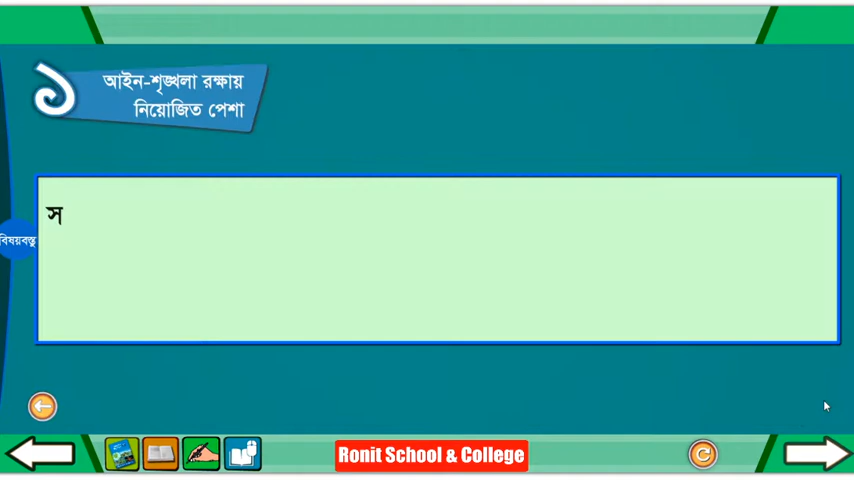 ১
আইন-শৃঙ্খলা রক্ষায়
নিয়োজিত পেশা
স
বিষয়বস্তু
Ronit School & College